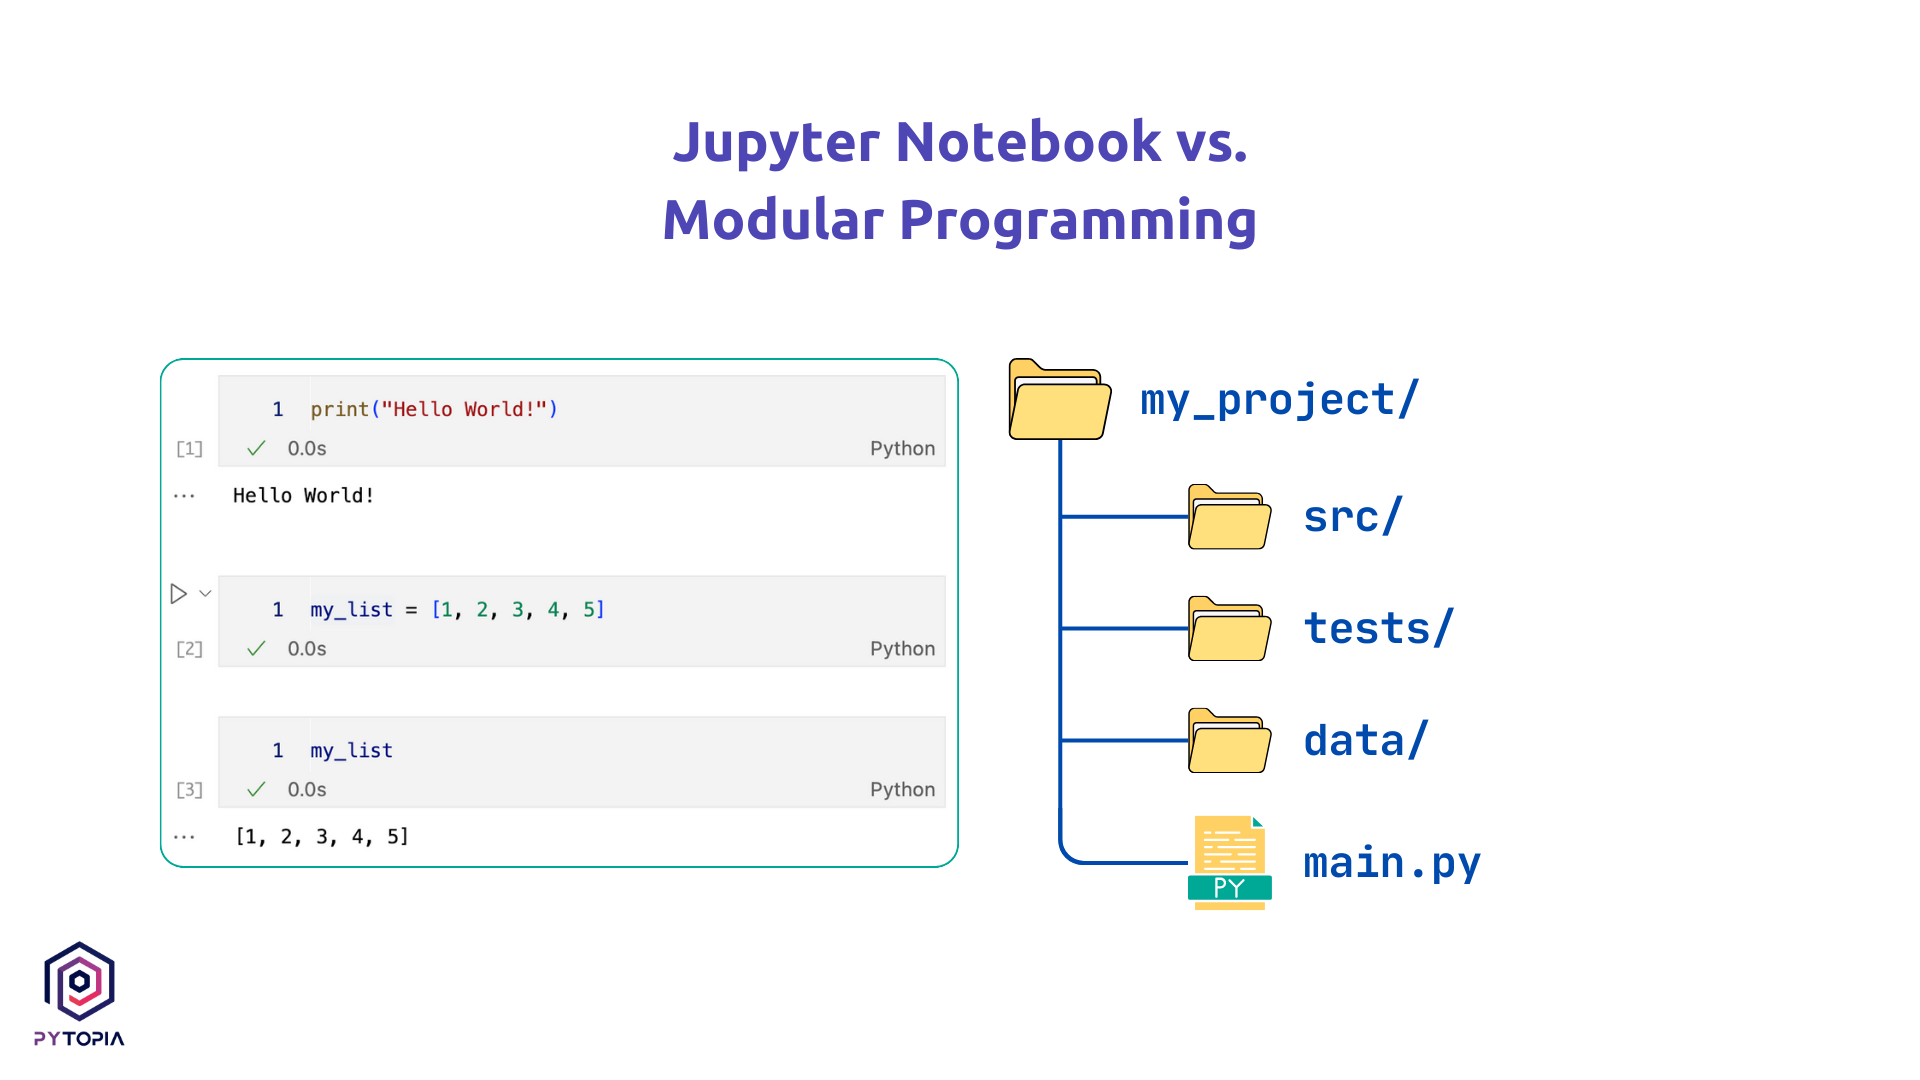 Jupyter Notebook vs.
Modular Programming
1 print("Hello World!")
[1] 0.0s Python
... Hello World!
1 my_list = [1, 2, 3, 4, 5]
[2] 0.0s Python
1 my_list
[3] 0.0s Python
... [1, 2, 3, 4, 5]
my_project/
src/
tests/
data/
PY
main.py
PYTOPIA